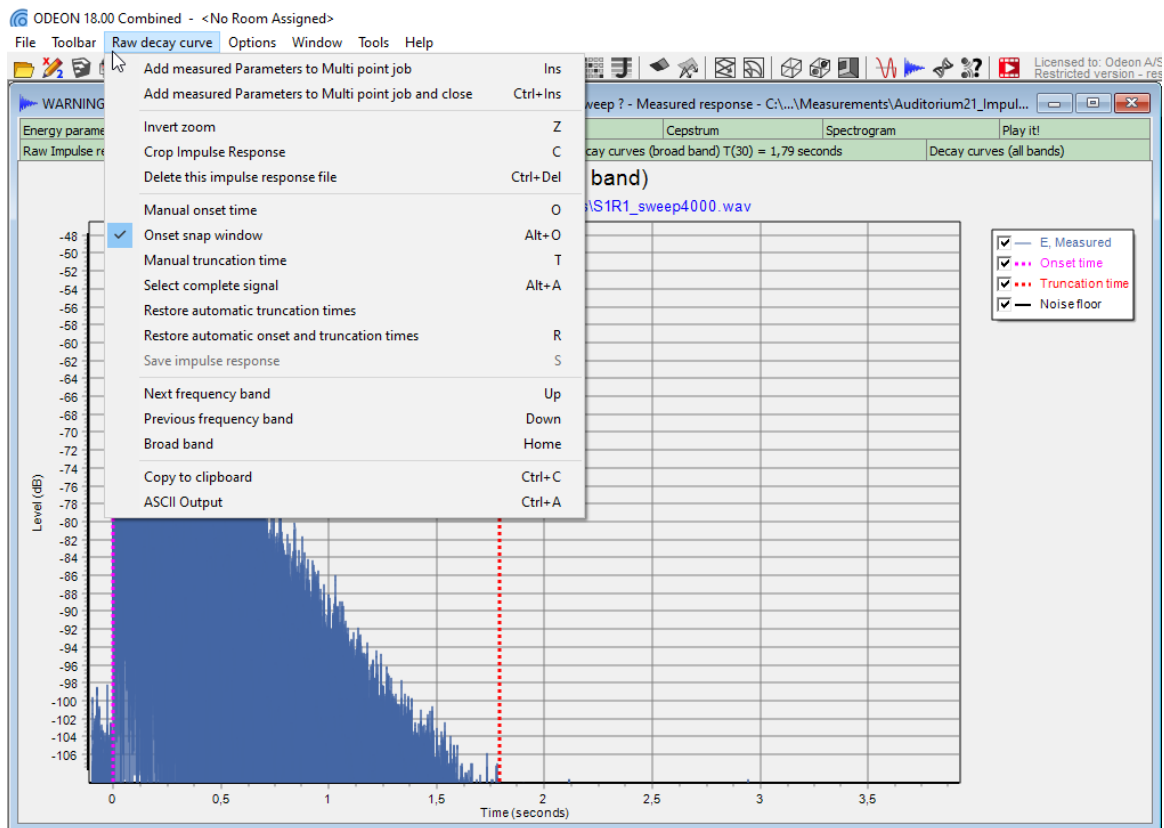 ODEON 18.00 Combined - <No Room Assigned>
File Toolbar Raw decay curve Options Window Tools Help
Licensed to: Odeon A/S
Restricted version - res
WARNING
weep ? - Measured response - C:\...\Measurements\Auditorium21_Impul...
Energy parame
Cepstrum Spectrogram Play it!
Raw Impulse re
cay curves (broad band) T(30) = 1,79 seconds Decay curves (all bands)
Add measured Parameters to Multi point job Ins
Add measured Parameters to Multi point job and close Ctrl+Ins
Invert zoom Z
Crop Impulse Response C
Delete this impulse response file Ctrl+Del
Manual onset time O
Onset snap window Alt+O
Manual truncation time T
Select complete signal Alt+A
Restore automatic truncation times
Restore automatic onset and truncation times R
Save impulse response S
Next frequency band Up
Previous frequency band Down
Broad band Home
Copy to clipboard Ctrl+C
ASCII Output Ctrl+A
band)
s\S1R1_sweep4000.wav
E, Measured
Onset time
Truncation time
Noise floor
Level (dB)
-48
-50
-52
-54
-56
-58
-60
-62
-64
-66
-68
-70
-72
-74
-76
-78
-80
-82
-84
-86
-88
-90
-92
-94
-96
-98
-100
-102
-104
-106
0 0,5 1 1,5 2 2,5 3 3,5
Time (seconds)